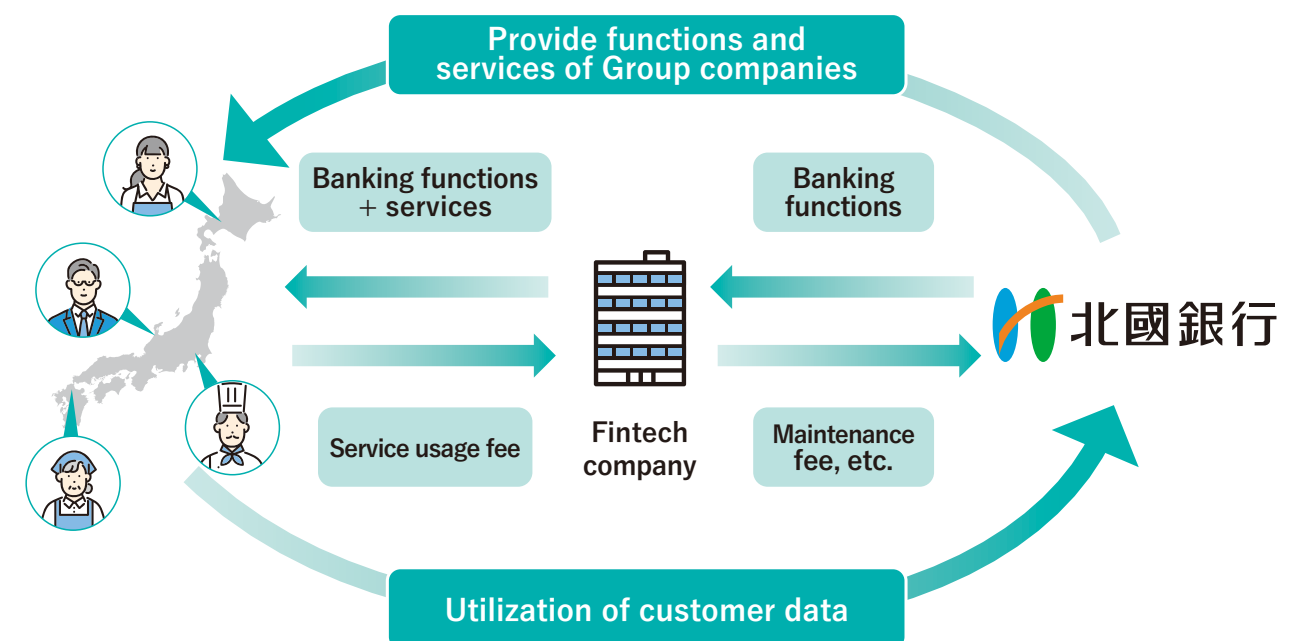 Provide functions and
services of Group companies
Banking functions
+ services
Banking
functions
北國銀行
Fintech
company
Service usage fee
Maintenance
fee, etc.
Utilization of customer data